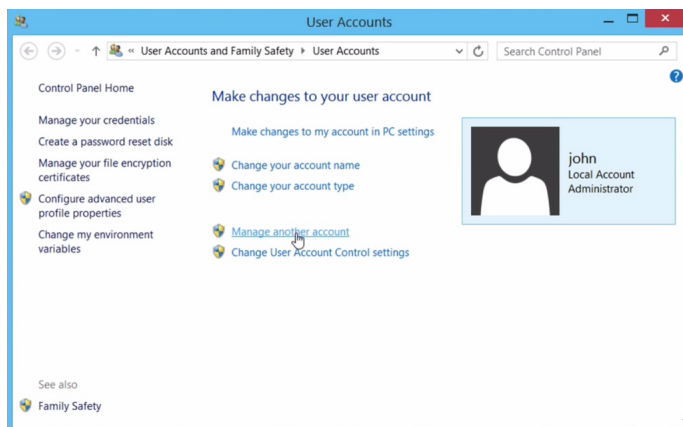 User Accounts
« User Accounts and Family Safety User Accounts
Search Control Panel
Control Panel Home
Manage your credentials
Create a password reset disk
Manage your file encryption
certificates
Configure advanced user
profile properties
Change my environment
variables
See also
Family Safety
Make changes to your user account
Make changes to my account in PC settings
Change your account name
Change your account type
Manage another account
Change User Account Control settings
john
Local Account
Administrator